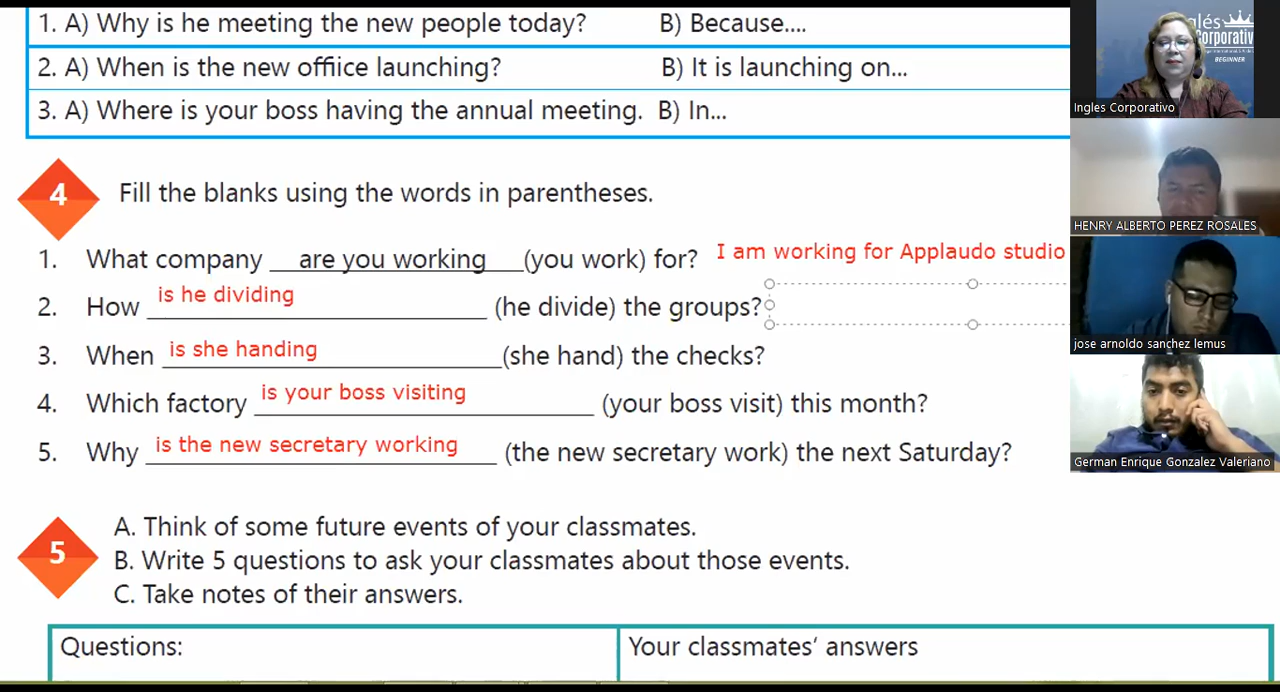 1. A) Why is he meeting the new people today? B) Because....
2. A) When is the new offiice launching? B) It is launching on...
3. A) Where is your boss having the annual meeting. B) In...
4 Fill the blanks using the words in parentheses.
1. What company __are you working__(you work) for? I am working for Applaudo studio
2. How is he dividing (he divide) the groups?
3. When is she handing (she hand) the checks?
4. Which factory is your boss visiting (your boss visit) this month?
5. Why is the new secretary working (the new secretary work) the next Saturday?
5
A. Think of some future events of your classmates.
B. Write 5 questions to ask your classmates about those events.
C. Take notes of their answers.
Questions: Your classmates‘ answers
BEGINNER
Ingles Corporativo
HENRY ALBERTO PEREZ ROSALES
jose arnoldo sanchez lemus
German Enrique Gonzalez Valeriano